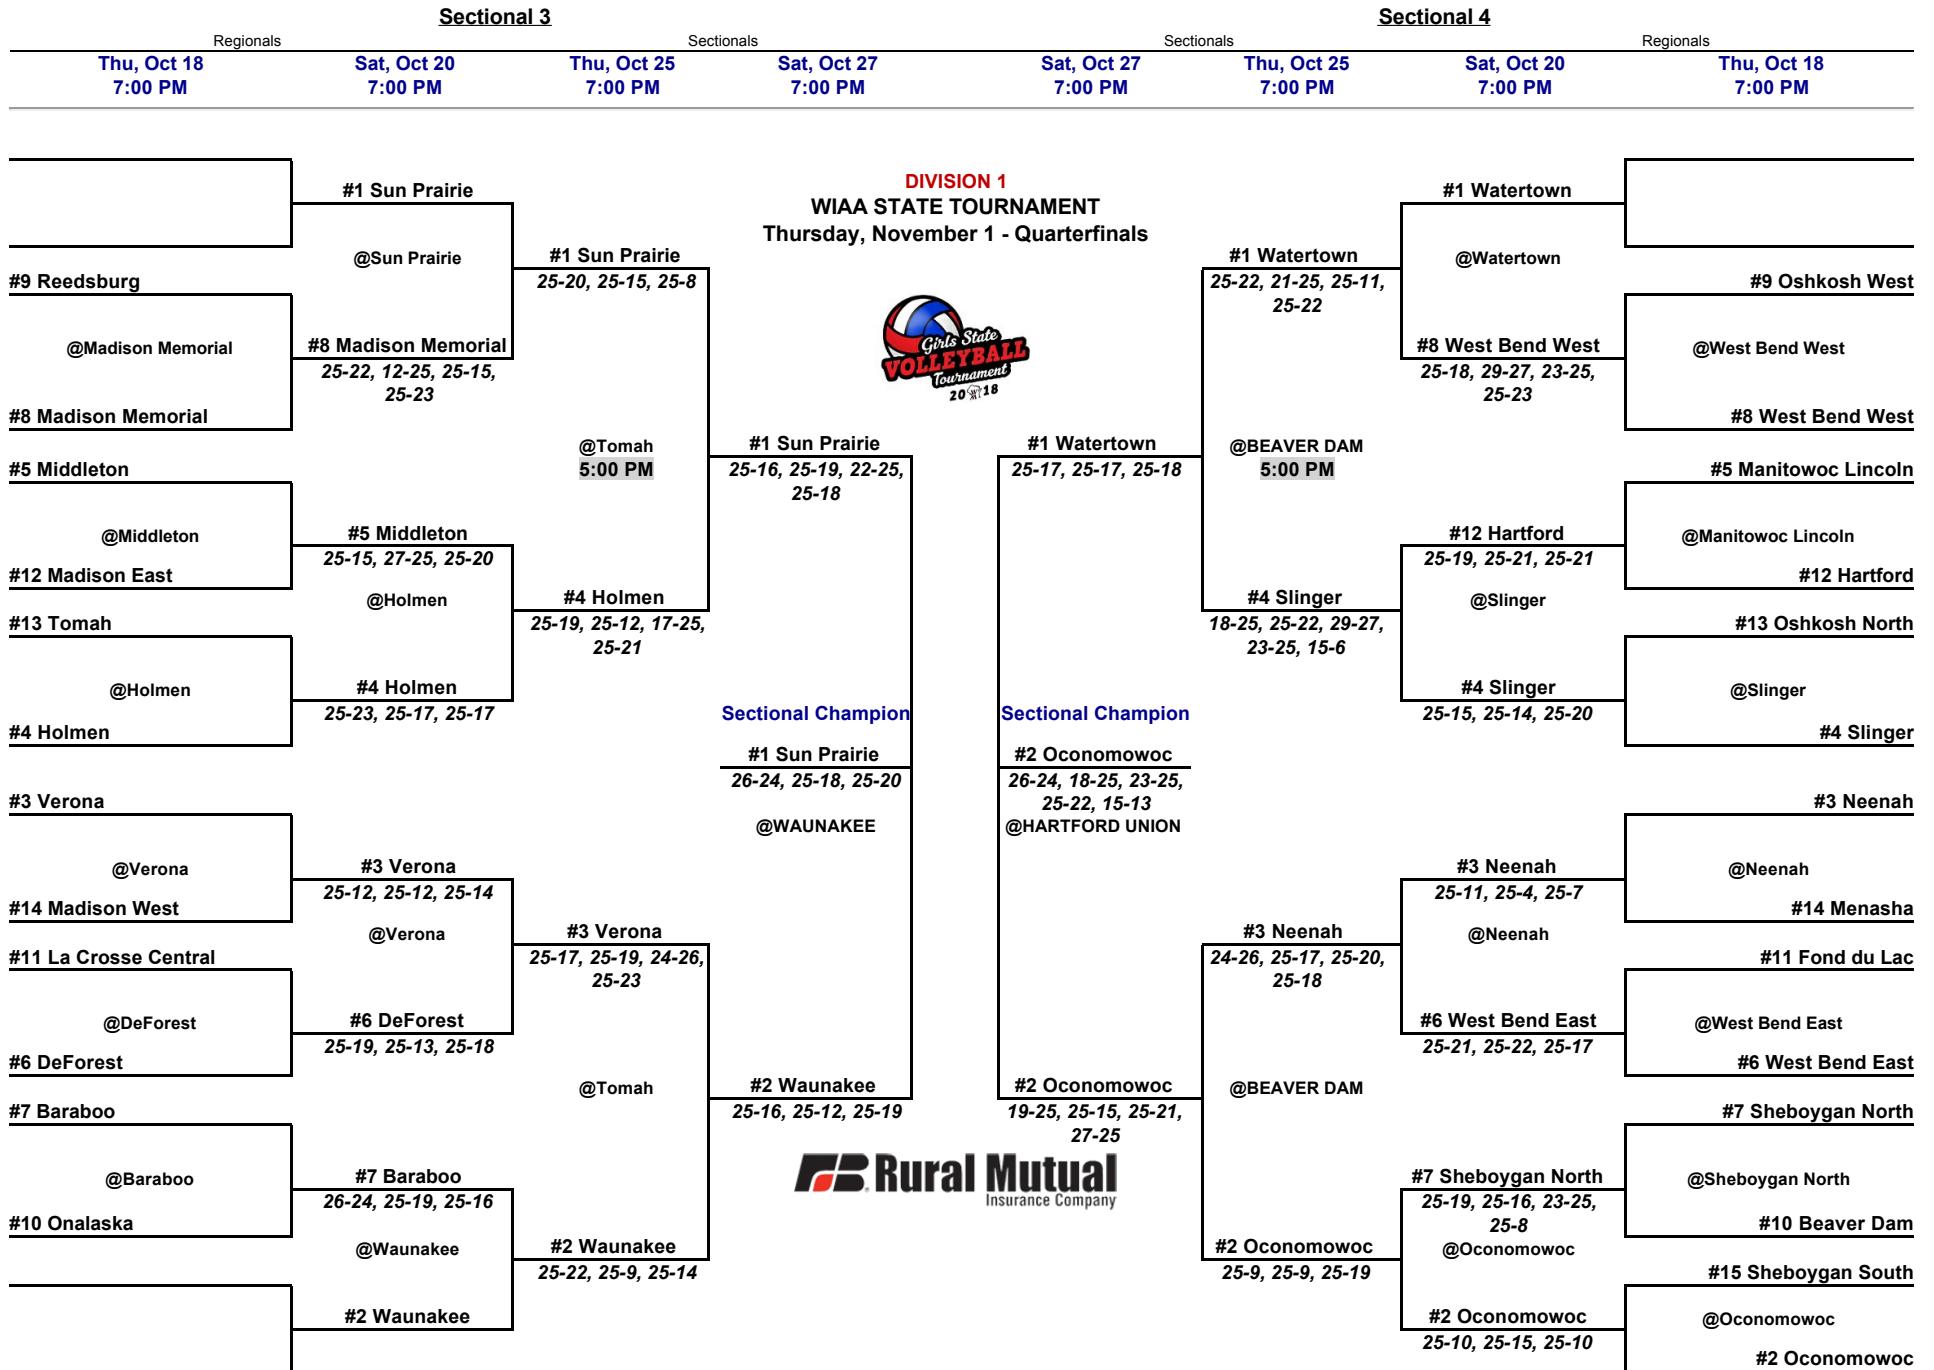 Sectional 3
Sectional 4
Regionals
Sectionals
Sectionals
Regionals
Thu, Oct 18
Sat, Oct 20
Thu, Oct 25
Sat, Oct 27
Sat, Oct 27
Thu, Oct 25
Sat, Oct 20
Thu, Oct 18
7:00 PM
7:00 PM
7:00 PM
7:00 PM
7:00 PM
7:00 PM
7:00 PM
7:00 PM
DIVISION 1
WIAA STATE TOURNAMENT
Thursday, November 1 - Quarterfinals
Girls State
VOLLEYBALL
Tournament
2018
#9 Reedsburg
@Madison Memorial
#8 Madison Memorial
#5 Middleton
@Middleton
#12 Madison East
#13 Tomah
@Holmen
#4 Holmen
#3 Verona
@Verona
#14 Madison West
#11 La Crosse Central
@DeForest
#6 DeForest
#7 Baraboo
@Baraboo
#10 Onalaska
#1 Sun Prairie
@Sun Prairie
#8 Madison Memorial
25-22, 12-25, 25-15,
25-23
#5 Middleton
25-15, 27-25, 25-20
@Holmen
#4 Holmen
25-23, 25-17, 25-17
#3 Verona
25-12, 25-12, 25-14
@Verona
#6 DeForest
25-19, 25-13, 25-18
#7 Baraboo
26-24, 25-19, 25-16
@Waunakee
#2 Waunakee
#1 Sun Prairie
25-20, 25-15, 25-8
@Tomah
5:00 PM
#4 Holmen
25-19, 25-12, 17-25,
25-21
#3 Verona
25-17, 25-19, 24-26,
25-23
@Tomah
#2 Waunakee
25-22, 25-9, 25-14
#1 Sun Prairie
25-16, 25-19, 22-25,
25-18
Sectional Champion
#1 Sun Prairie
26-24, 25-18, 25-20
@WAUNAKEE
#2 Waunakee
25-16, 25-12, 25-19
#1 Watertown
25-17, 25-17, 25-18
Sectional Champion
#2 Oconomowoc
26-24, 18-25, 23-25,
25-22, 15-13
@HARTFORD UNION
#2 Oconomowoc
19-25, 25-15, 25-21,
27-25
Rural Mutual
Insurance Company
#1 Watertown
25-22, 21-25, 25-11,
25-22
@BEAVER DAM
5:00 PM
#4 Slinger
18-25, 25-22, 29-27,
23-25, 15-6
#3 Neenah
24-26, 25-17, 25-20,
25-18
@BEAVER DAM
#2 Oconomowoc
25-9, 25-9, 25-19
#1 Watertown
@Watertown
#8 West Bend West
25-18, 29-27, 23-25,
25-23
#12 Hartford
25-19, 25-21, 25-21
@Slinger
#4 Slinger
25-15, 25-14, 25-20
#3 Neenah
25-11, 25-4, 25-7
@Neenah
#6 West Bend East
25-21, 25-22, 25-17
#7 Sheboygan North
25-19, 25-16, 23-25,
25-8
@Oconomowoc
#2 Oconomowoc
25-10, 25-15, 25-10
#9 Oshkosh West
@West Bend West
#8 West Bend West
#5 Manitowoc Lincoln
@Manitowoc Lincoln
#12 Hartford
#13 Oshkosh North
@Slinger
#4 Slinger
#3 Neenah
@Neenah
#14 Menasha
#11 Fond du Lac
@West Bend East
#6 West Bend East
#7 Sheboygan North
@Sheboygan North
#10 Beaver Dam
#15 Sheboygan South
@Oconomowoc
#2 Oconomowoc